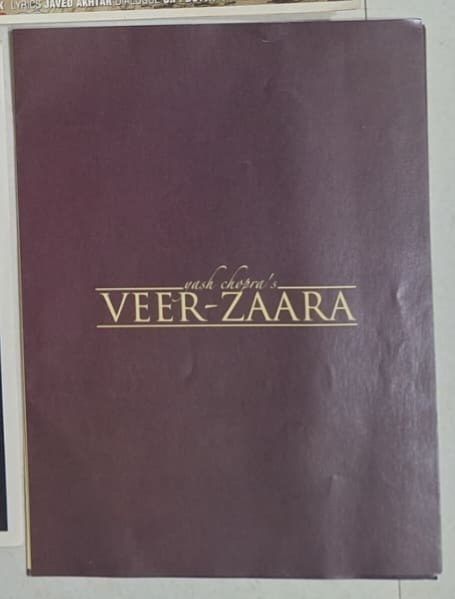 LYRICS JAVED AKHTAR DIALOGUE
yash chopra's
VEER-ZAARA